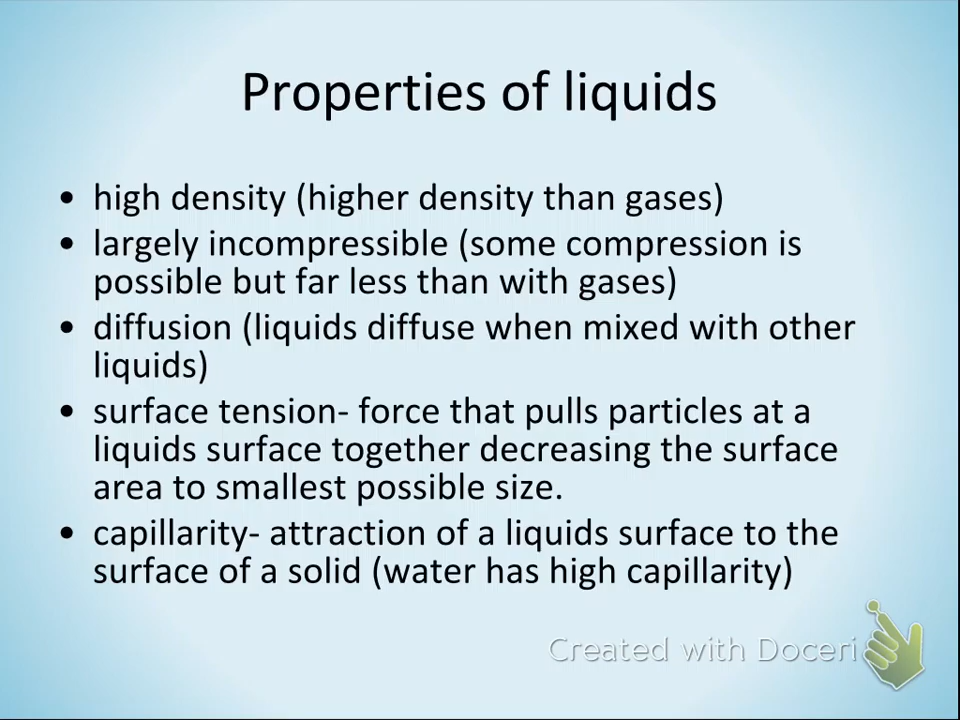 Properties of liquids
• high density (higher density than gases)
• largely incompressible (some compression is
possible but far less than with gases)
• diffusion (liquids diffuse when mixed with other
liquids)
• surface tension- force that pulls particles at a
liquids surface together decreasing the surface
area to smallest possible size.
• capillarity- attraction of a liquids surface to the
surface of a solid (water has high capillarity)
Created with Doceri